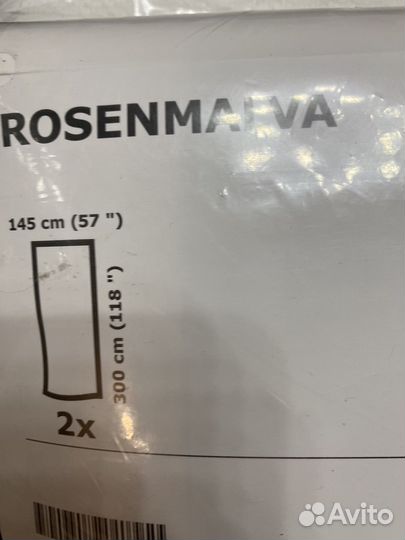 ROSENMALVA
145 cm (57 ")
300 cm (118 ")
2x
Avito